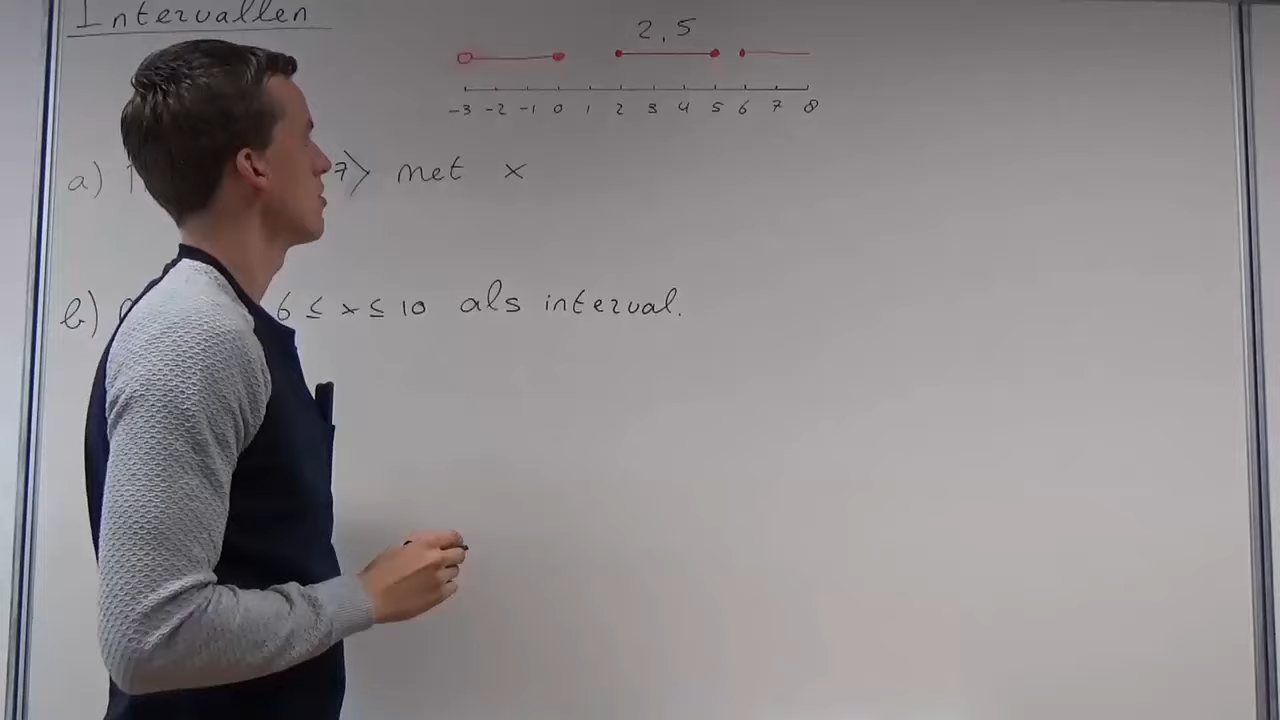 Intervallen
2,5
-3 -2 -1 0 1 2 3 4 5 6 7 8
a) 7⟩ met x
b) 6 ≤ x ≤ 10 als interval.